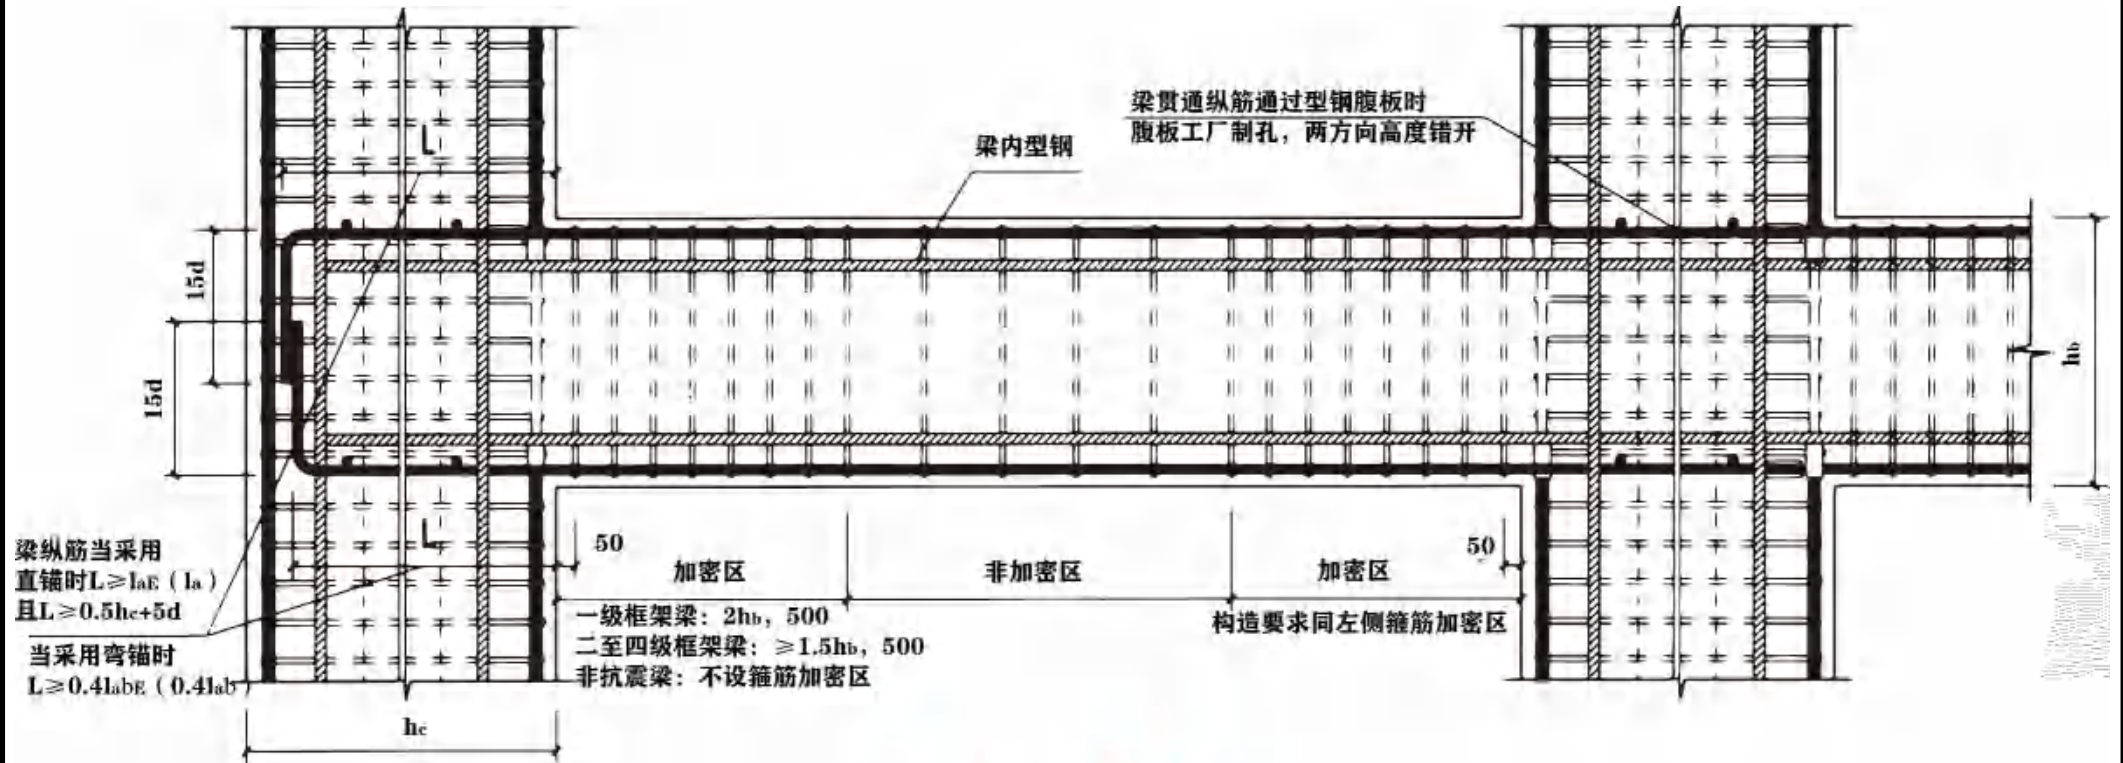 梁贯通纵筋通过型钢腹板时
腹板工厂制孔，两方向高度错开
梁内型钢
L
15d
15d
hb
L
梁纵筋当采用
直锚时L≥laE（la）
且L≥0.5hc+5d
当采用弯锚时
L≥0.4labE（0.4lab）
50
加密区
非加密区
加密区
50
一级框架梁：2hb，500
二至四级框架梁：≥1.5hb，500
非抗震梁：不设箍筋加密区
构造要求同左侧箍筋加密区
hc